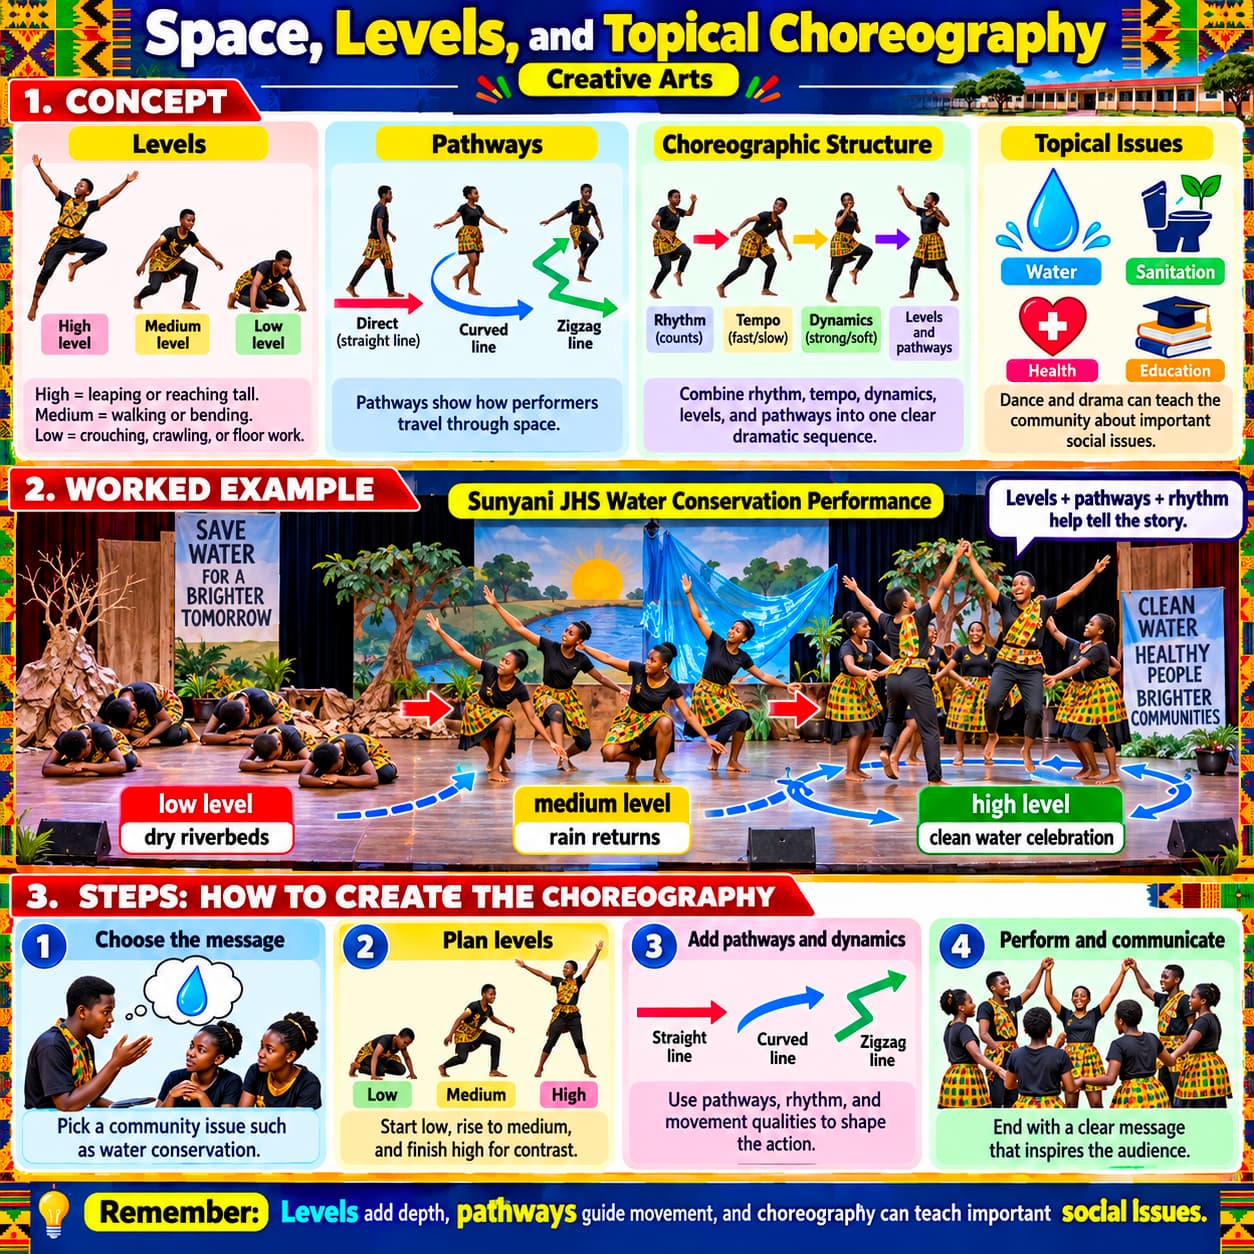 Space, Levels, and Topical Choreography
Creative Arts
1. CONCEPT
Levels
High level
Medium level
Low level
High = leaping or reaching tall.
Medium = walking or bending.
Low = crouching, crawling, or floor work.
Pathways
Direct
(straight line)
Curved
line
Zigzag
line
Pathways show how performers
travel through space.
Choreographic Structure
Rhythm
(counts)
Tempo
(fast/slow)
Dynamics
(strong/soft)
Levels
and
pathways
Combine rhythm, tempo, dynamics,
levels, and pathways into one clear
dramatic sequence.
Topical Issues
Water
Sanitation
Health
Education
Dance and drama can teach the
community about important
social issues.
2. WORKED EXAMPLE
Sunyani JHS Water Conservation Performance
Levels + pathways + rhythm
help tell the story.
SAVE
WATER
FOR A
BRIGHTER
TOMORROW
CLEAN
WATER
HEALTHY
PEOPLE
BRIGHTER
COMMUNITIES
low level
dry riverbeds
medium level
rain returns
high level
clean water celebration
3. STEPS: HOW TO CREATE THE CHOREOGRAPHY
1 Choose the message
Pick a community issue such
as water conservation.
2 Plan levels
Low
Medium
High
Start low, rise to medium,
and finish high for contrast.
3 Add pathways and dynamics
Straight
line
Curved
line
Zigzag
line
Use pathways, rhythm, and
movement qualities to shape
the action.
4 Perform and communicate
End with a clear message
that inspires the audience.
Remember: Levels add depth, pathways guide movement, and choreography can teach important social Issues.